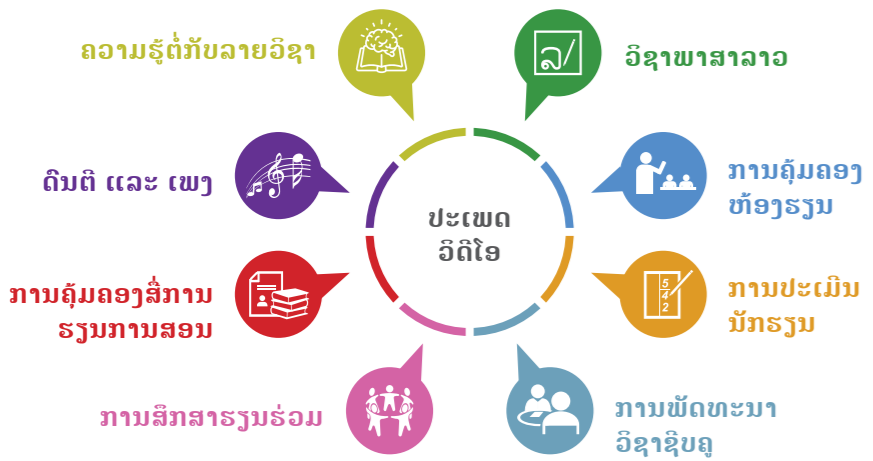 ຄວາມຮູ້ຕໍ່ກັບລາຍວິຊາ
ວິຊາພາສາລາວ
ລ/
ດົນຕີ ແລະ ເພງ
ການຄຸ້ມຄອງ
ຫ້ອງຮຽນ
ປະເພດ
ວິດີໂອ
ການຄຸ້ມຄອງສື່ການ
ຮຽນການສອນ
ການປະເມີນ
ນັກຮຽນ
5
4
2
ການສຶກສາຮຽນຮ່ວມ
ການພັດທະນາ
ວິຊາຊີບຄູ